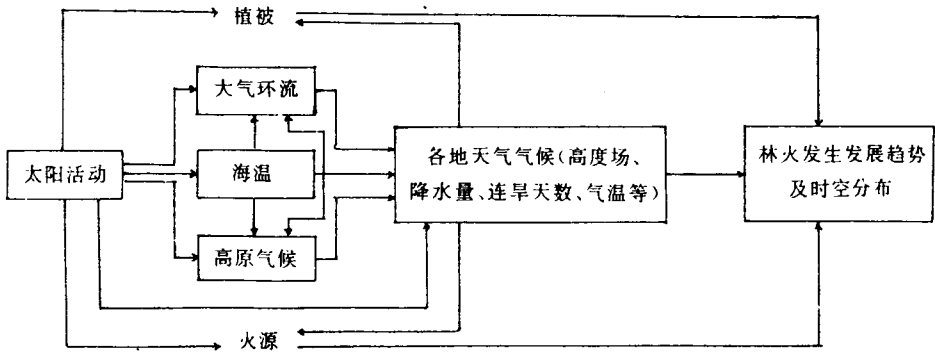 植被
大气环流
太阳活动
海温
高原气候
各地天气气候(高度场、
降水量、连旱天数、气温等)
林火发生发展趋势
及时空分布
火源